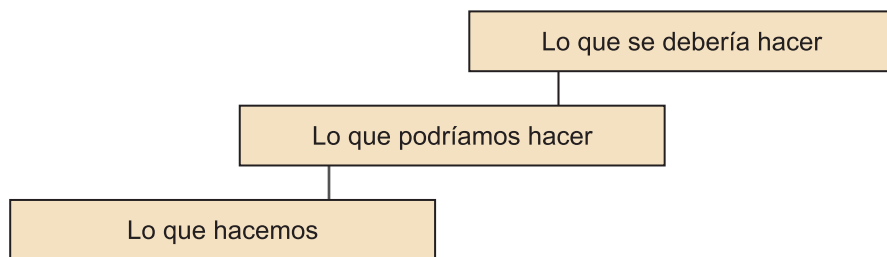 Lo que se debería hacer
Lo que podríamos hacer
Lo que hacemos